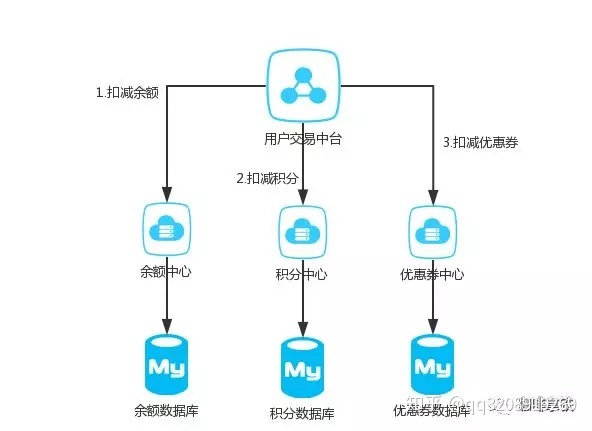 1.扣减余额
用户交易中台
3.扣减优惠券
2.扣减积分
余额中心
积分中心
优惠券中心
My
My
My
余额数据库
积分数据库
优惠券数据库
知乎